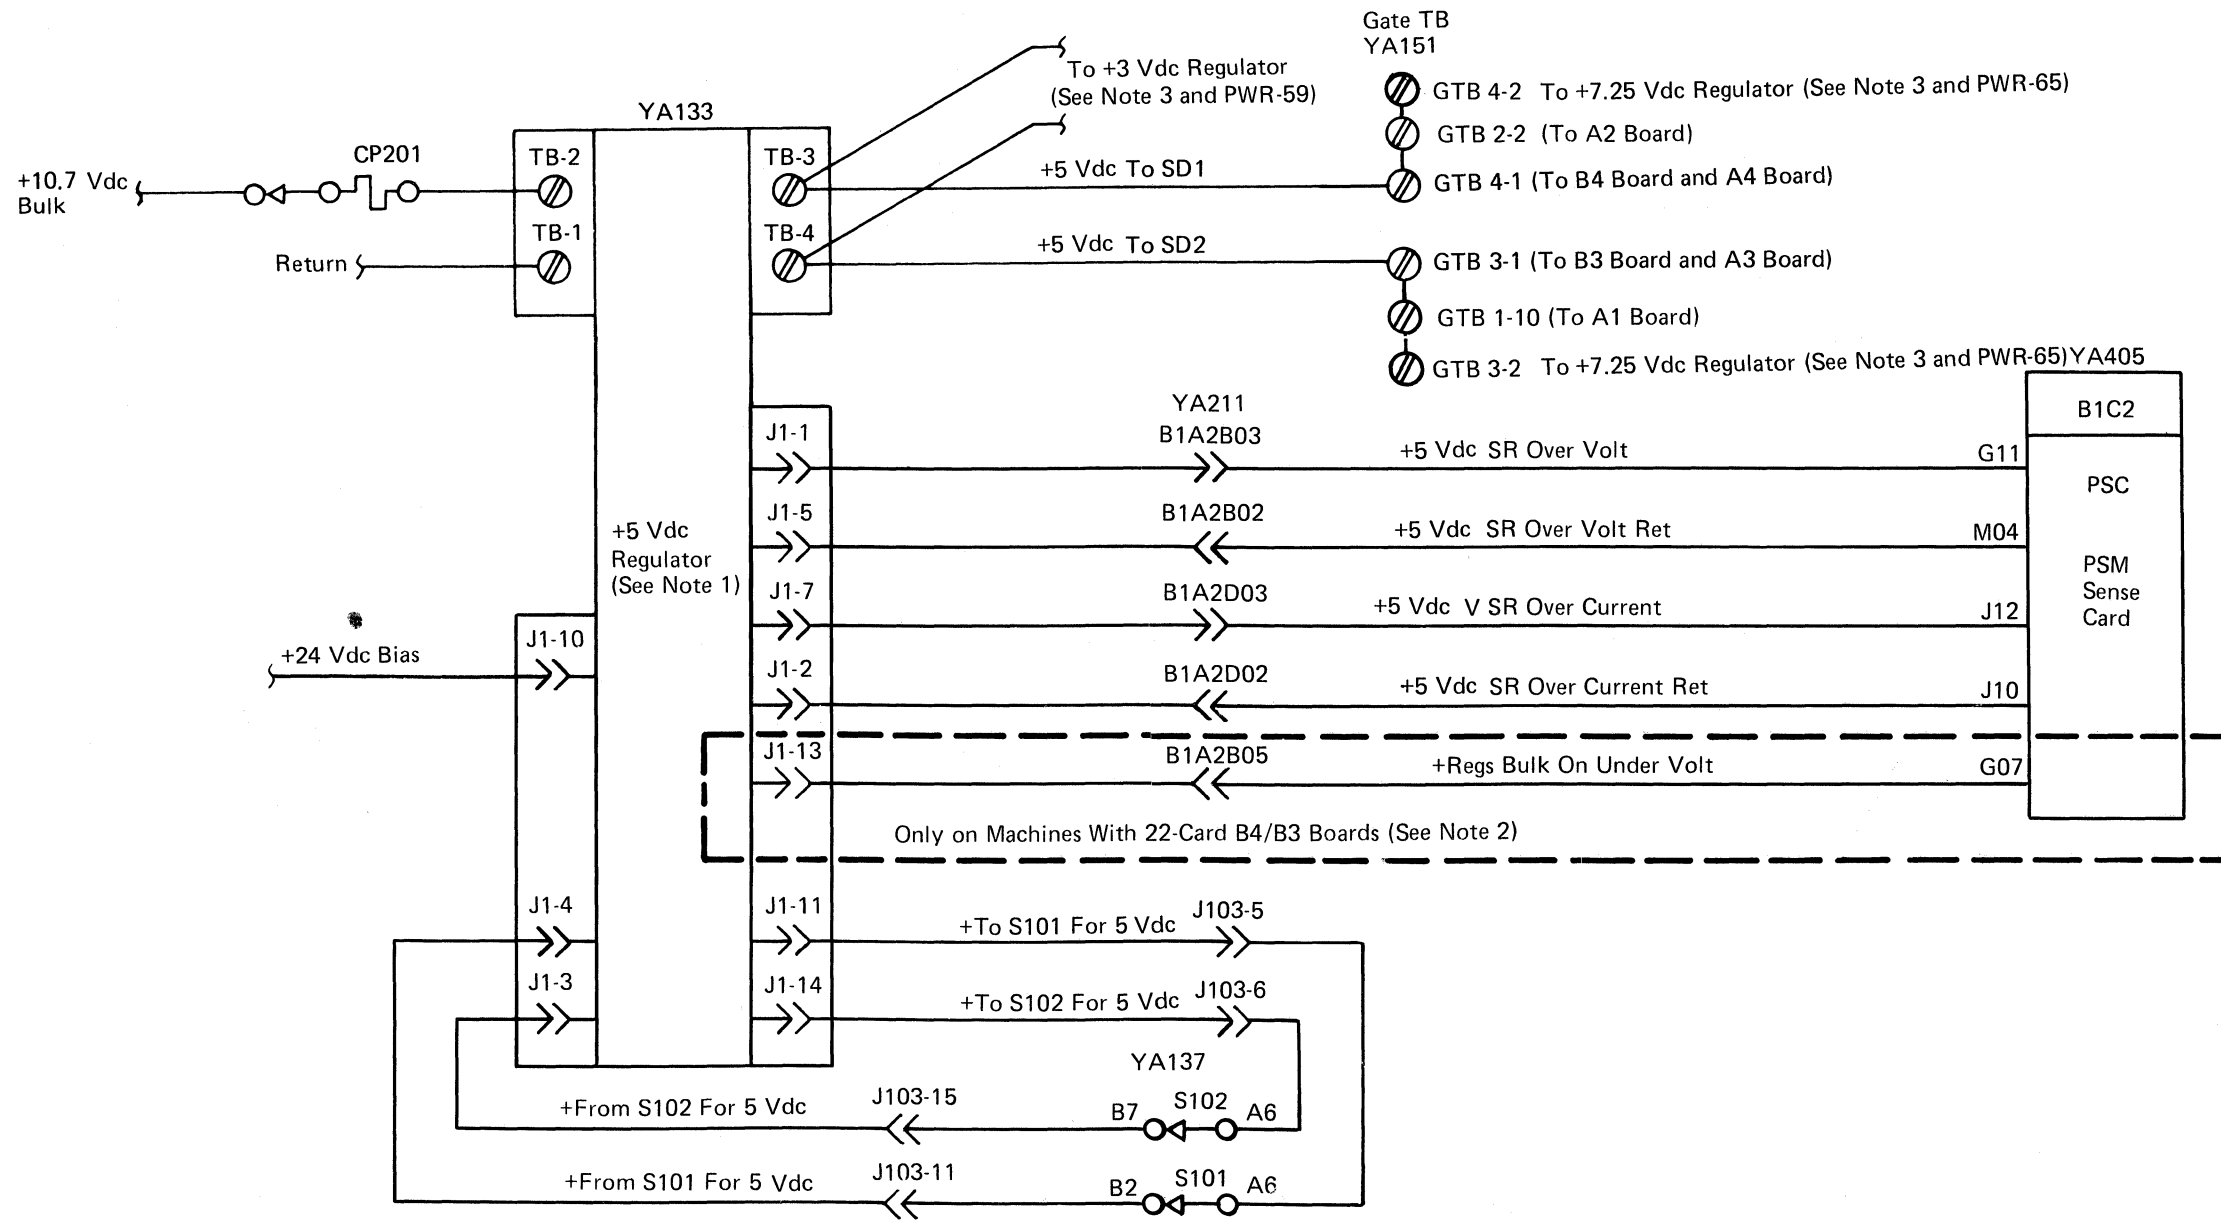 Gate TB
YA151
To +3 Vdc Regulator
(See Note 3 and PWR-59)
GTB 4-2 To +7.25 Vdc Regulator (See Note 3 and PWR-65)
YA133
GTB 2-2 (To A2 Board)
CP201
TB-2
TB-3
+5 Vdc To SD1
GTB 4-1 (To B4 Board and A4 Board)
+10.7 Vdc
Bulk
TB-1
TB-4
+5 Vdc To SD2
Return
GTB 3-1 (To B3 Board and A3 Board)
GTB 1-10 (To A1 Board)
GTB 3-2 To +7.25 Vdc Regulator (See Note 3 and PWR-65)
YA405
YA211
B1C2
J1-1
B1A2B03
+5 Vdc SR Over Volt
G11
PSC
J1-5
B1A2B02
+5 Vdc SR Over Volt Ret
M04
+5 Vdc
Regulator
(See Note 1)
PSM
Sense
Card
J1-7
B1A2D03
+5 Vdc V SR Over Current
J12
J1-10
+24 Vdc Bias
J1-2
B1A2D02
+5 Vdc SR Over Current Ret
J10
J1-13
B1A2B05
+Regs Bulk On Under Volt
G07
Only on Machines With 22-Card B4/B3 Boards (See Note 2)
J1-4
J1-11
+To S101 For 5 Vdc
J103-5
J1-3
J1-14
+To S102 For 5 Vdc
J103-6
YA137
+From S102 For 5 Vdc
J103-15
B7
S102
A6
+From S101 For 5 Vdc
J103-11
B2
S101
A6